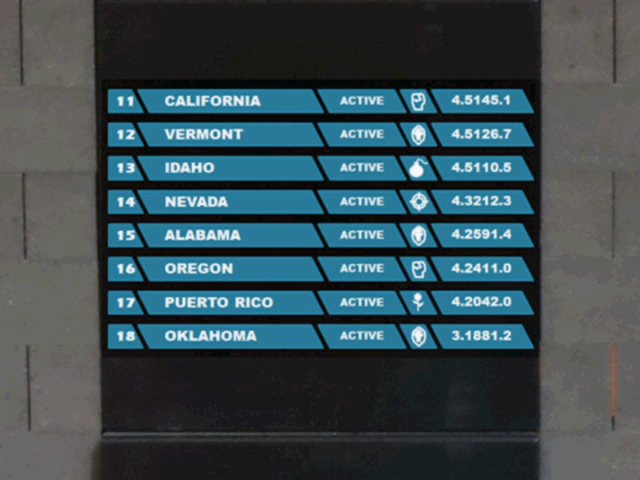 11 CALIFORNIA ACTIVE 4.5145.1
12 VERMONT ACTIVE 4.5126.7
13 IDAHO ACTIVE 4.5110.5
14 NEVADA ACTIVE 4.3212.3
15 ALABAMA ACTIVE 4.2591.4
16 OREGON ACTIVE 4.2411.0
17 PUERTO RICO ACTIVE 4.2042.0
18 OKLAHOMA ACTIVE 3.1881.2